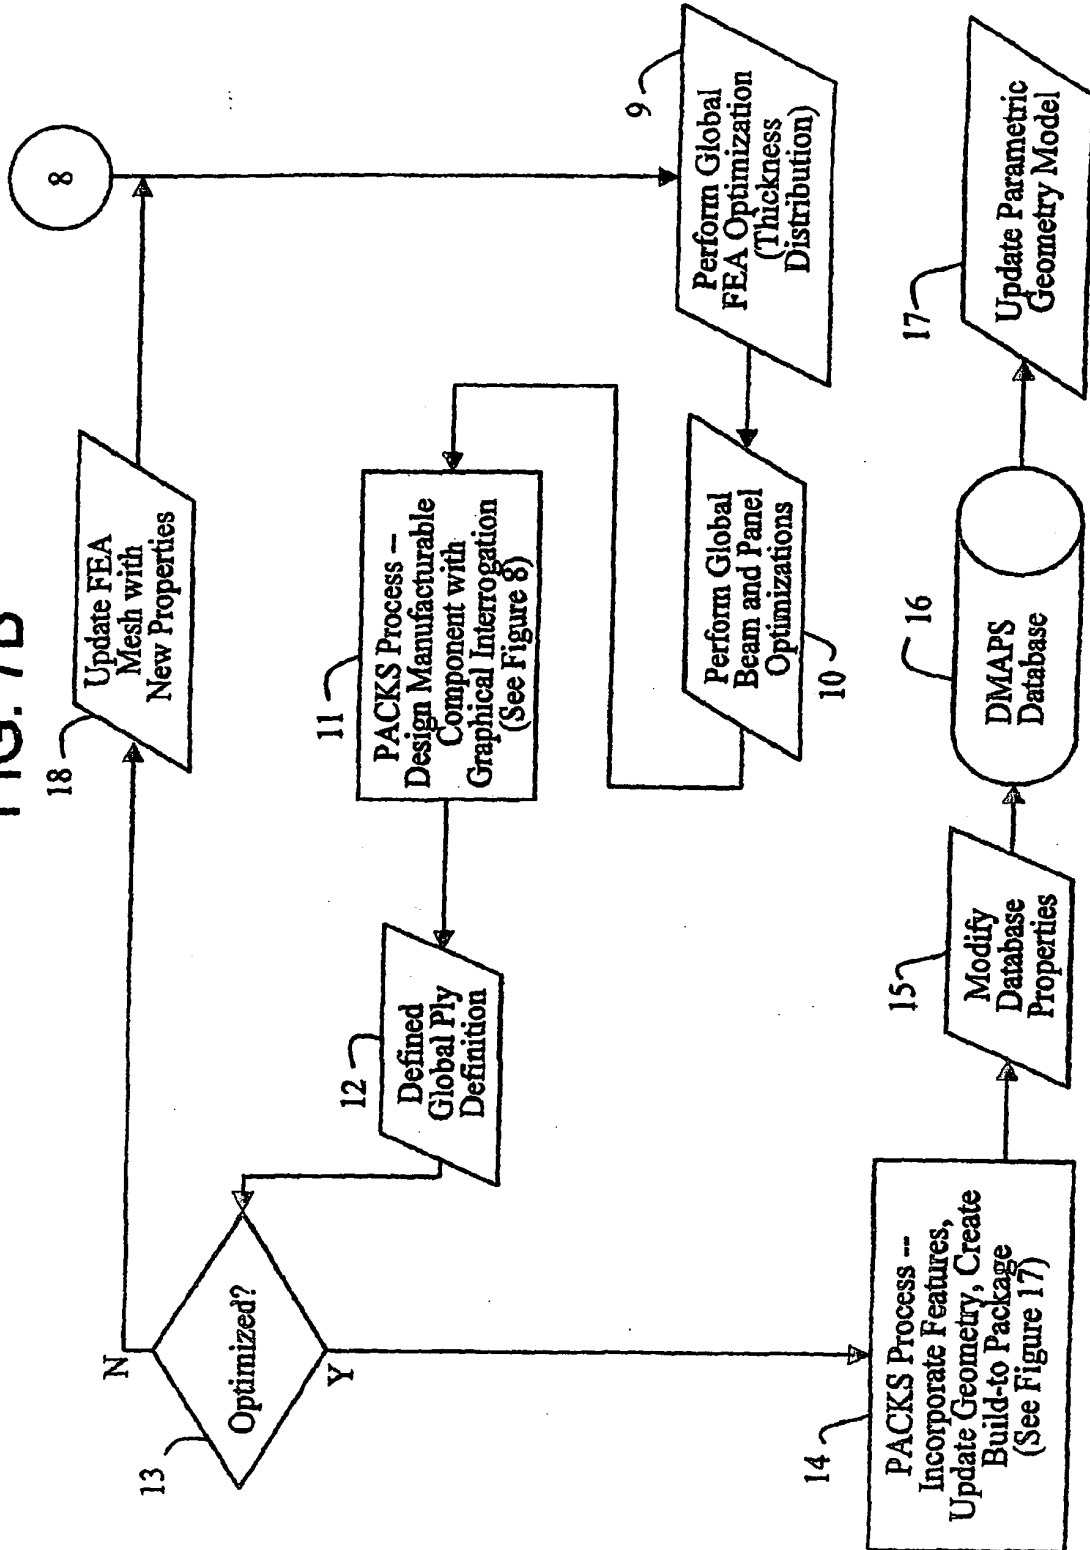 FIG. 7B
8
9
Perform Global
FEA Optimization
(Thickness
Distribution)
10
Perform Global
Beam and Panel
Optimizations
11
PACKS Process –
Design Manufacturable
Component with
Graphical Interrogation
(See Figure 8)
12
Defined
Global Ply
Definition
13
Optimized?
N
Y
18
Update FEA
Mesh with
New Properties
14
PACKS Process --
Incorporate Features,
Update Geometry, Create
Build-to Package
(See Figure 17)
15
Modify
Database
Properties
16
DMAPS
Database
17
Update Parametric
Geometry Model